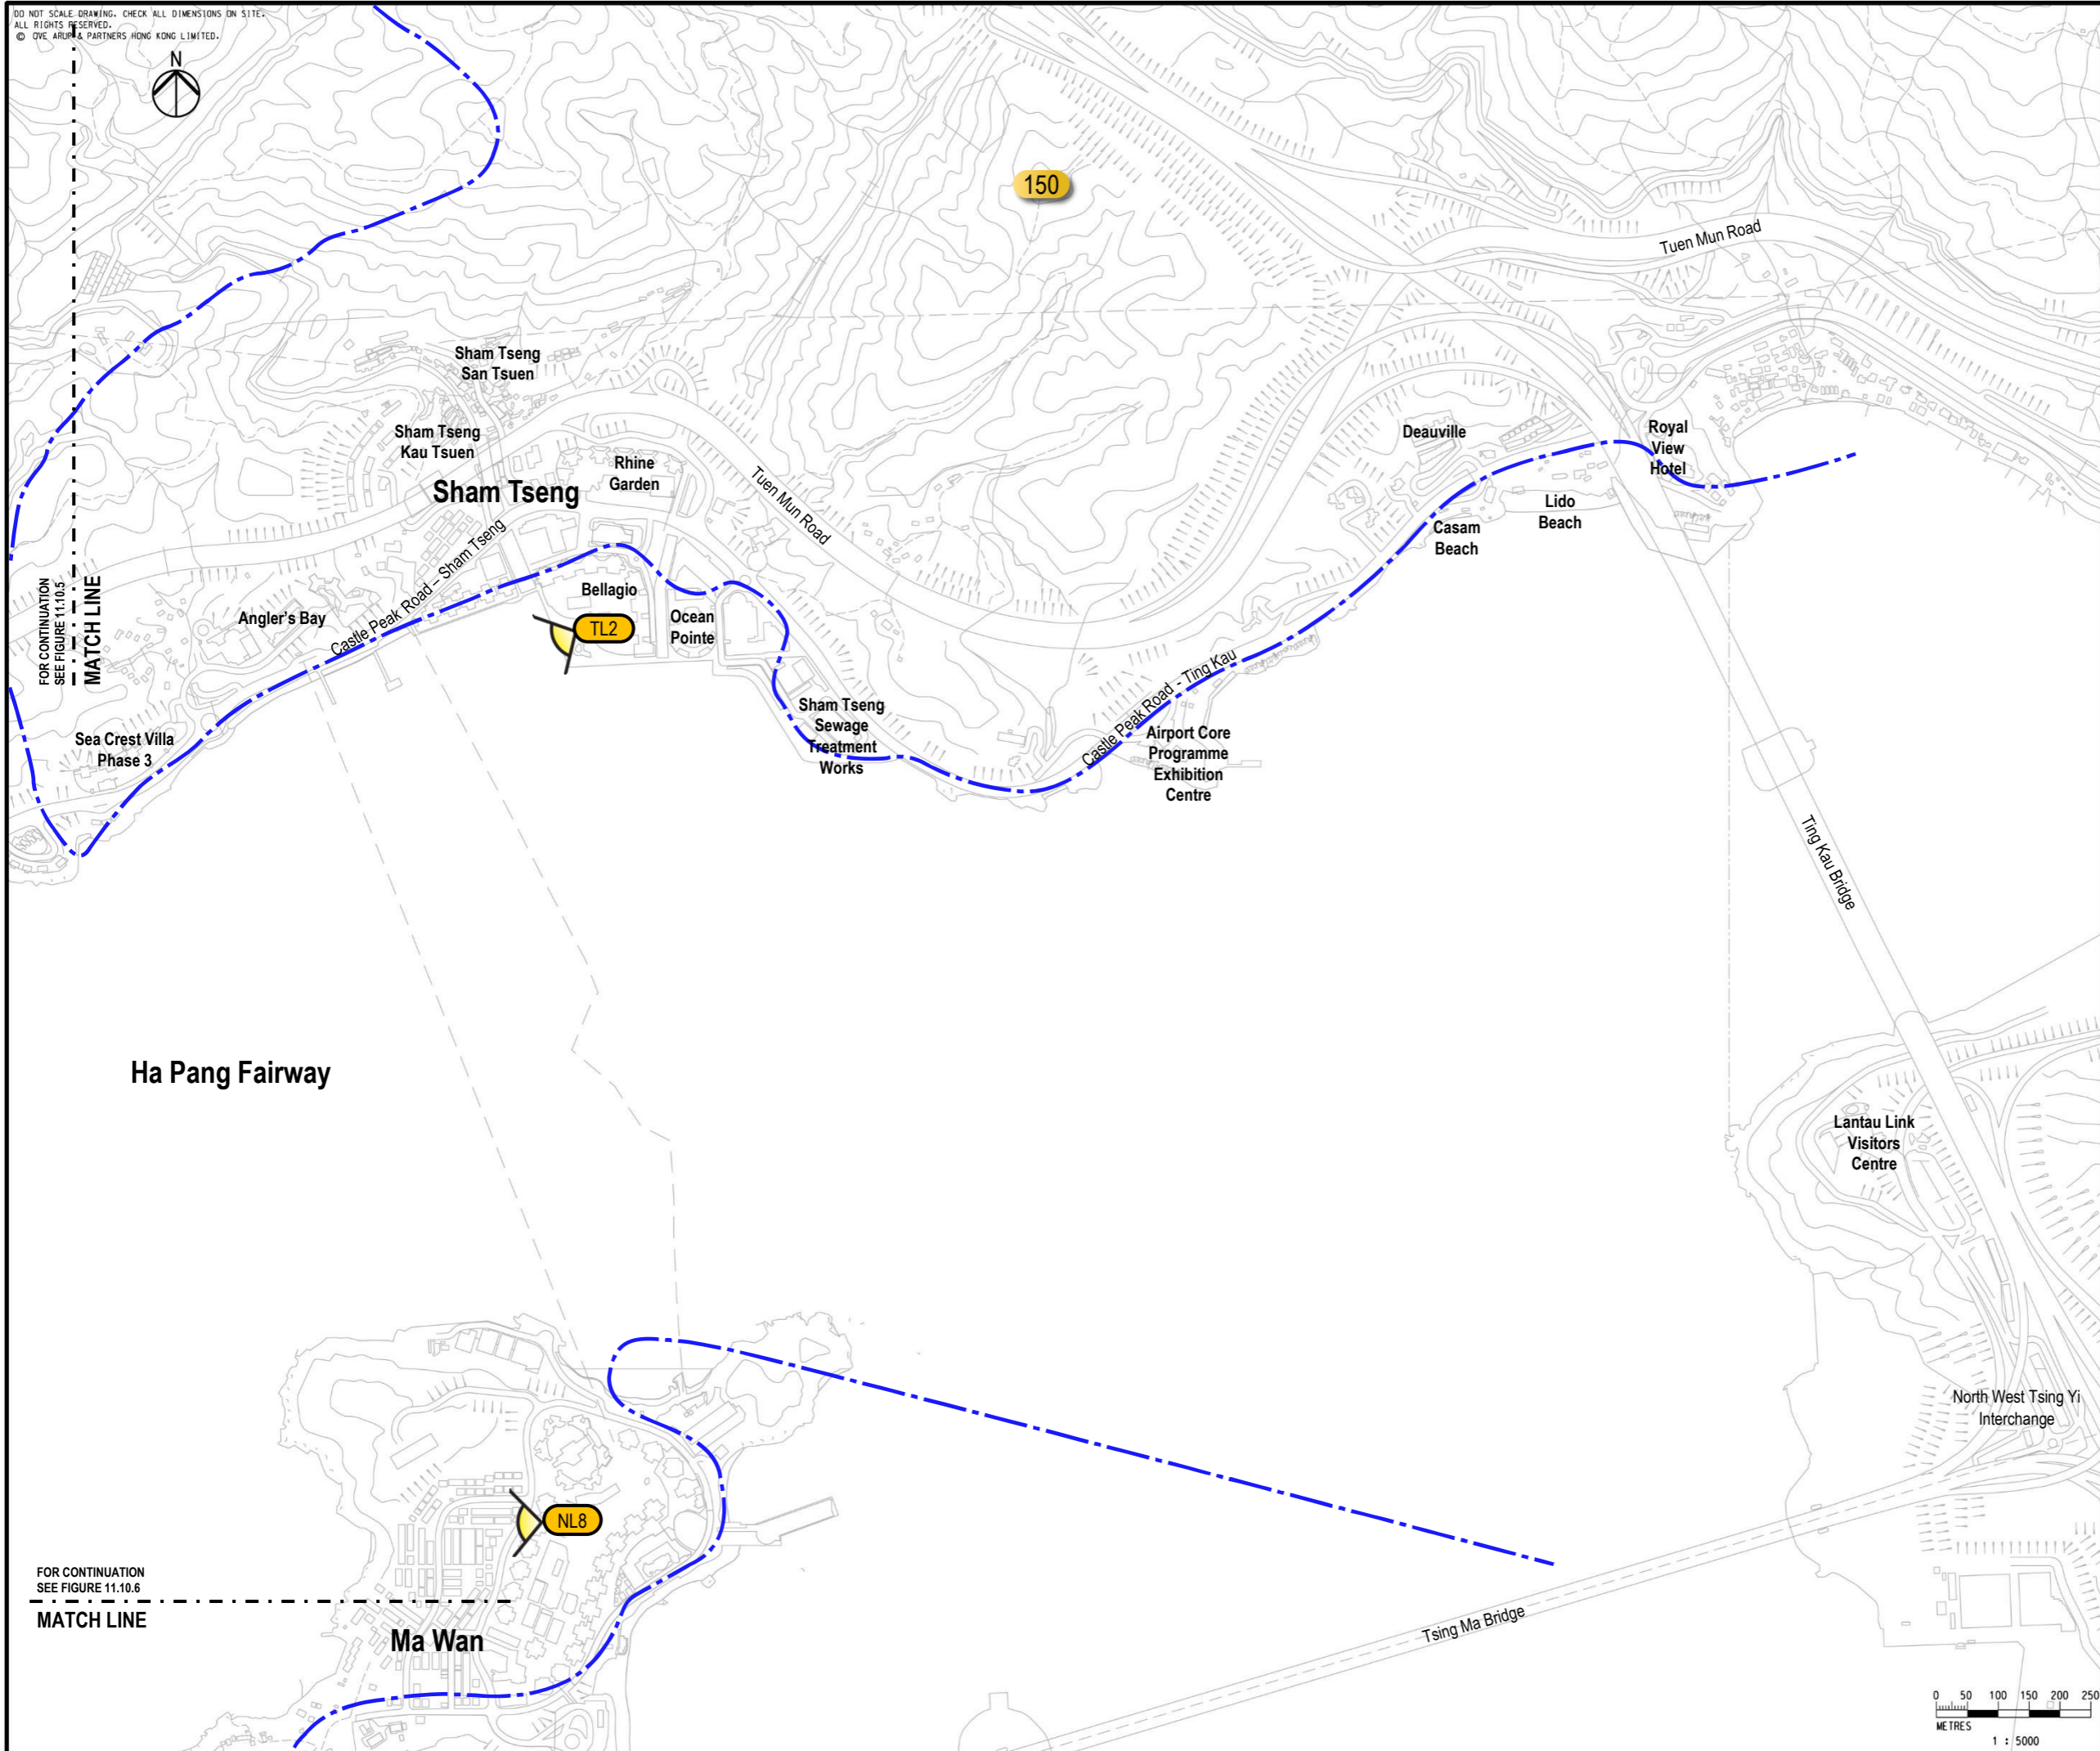 DO NOT SCALE DRAWING. CHECK ALL DIMENSIONS ON SITE.
ALL RIGHTS RESERVED.
© OVE ARUP & PARTNERS HONG KONG LIMITED.
N
150
Tuen Mun Road
Sham Tseng
San Tsuen
Sham Tseng
Kau Tsuen
Rhine
Garden
Sham Tseng
Tuen Mun Road
Deauville
Royal
View
Hotel
Lido
Beach
Casam
Beach
FOR CONTINUATION
SEE FIGURE 11.10.5
MATCH LINE
Angler's Bay
Castle Peak Road – Sham Tseng
Bellagio
TL2
Ocean
Pointe
Sea Crest Villa
Phase 3
Sham Tseng
Sewage
Treatment
Works
Castle Peak Road - Ting Kau
Airport Core
Programme
Exhibition
Centre
Ting Kau Bridge
Ha Pang Fairway
Lantau Link
Visitors
Centre
North West Tsing Yi
Interchange
NL8
FOR CONTINUATION
SEE FIGURE 11.10.6
MATCH LINE
Ma Wan
Tsing Ma Bridge
0 50 100 150 200 250
METRES
1 : 5000